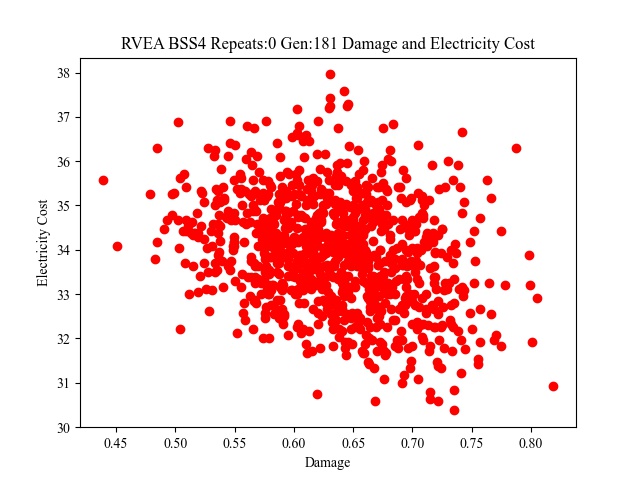 RVEA BSS4 Repeats:0 Gen:181 Damage and Electricity Cost
38
37
36
35
34
33
32
31
30
Electricity Cost
0.45 0.50 0.55 0.60 0.65 0.70 0.75 0.80
Damage